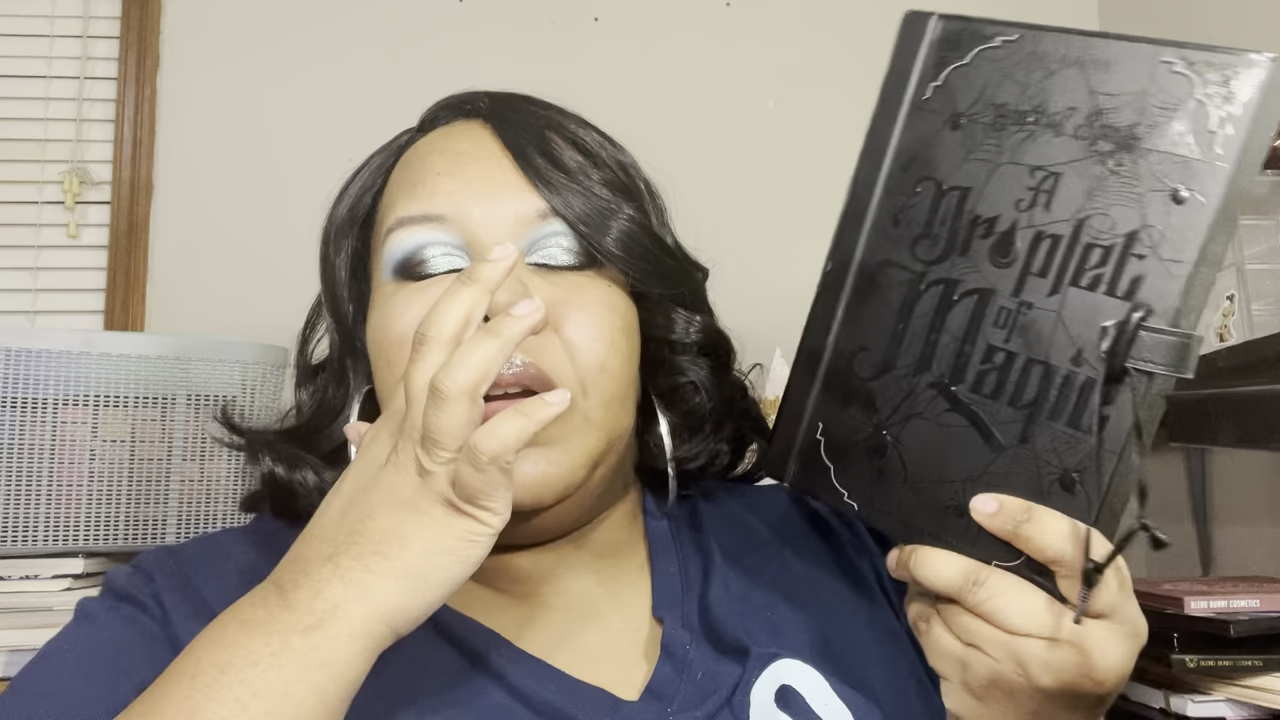 A
Droplet
of
Magic
BLEND BUNNY COSMETICS
BLEND BUNNY COSMETICS